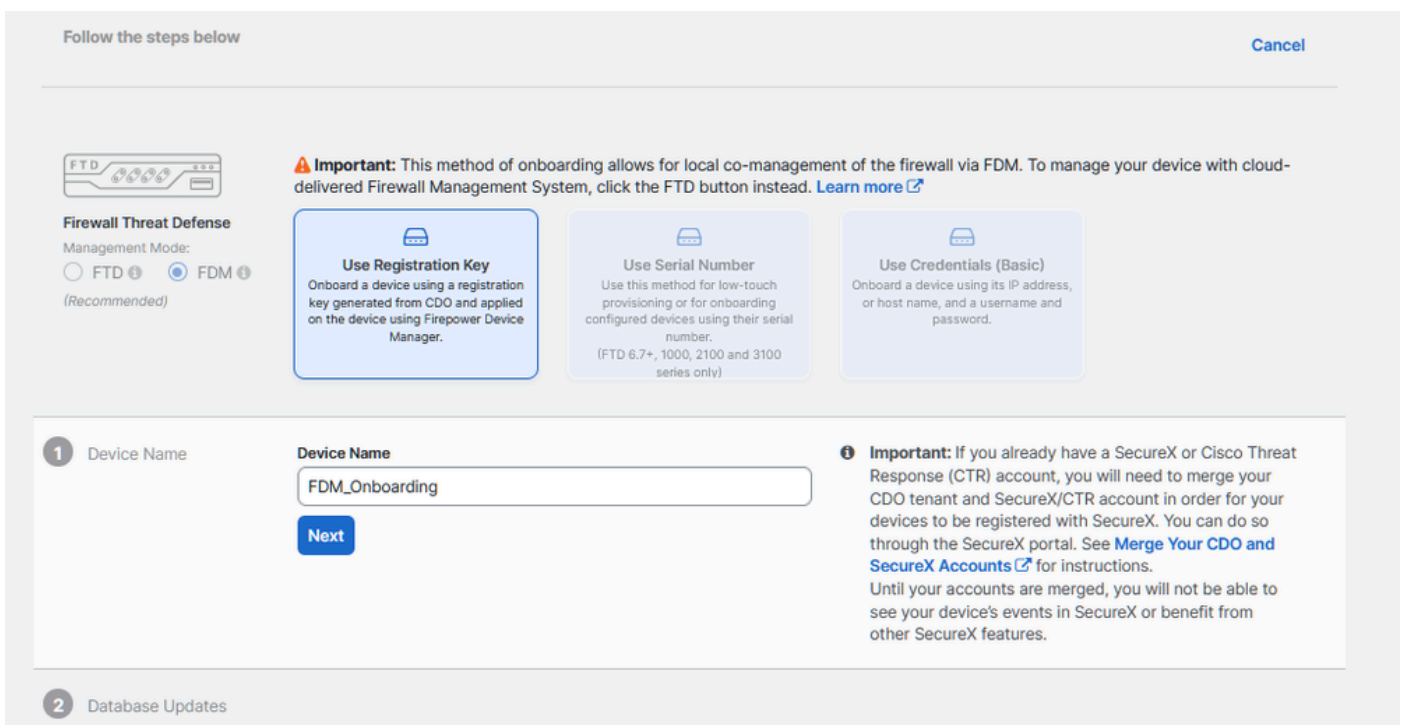 Follow the steps below
Cancel
FTD
Firewall Threat Defense
Management Mode:
FTD FDM
(Recommended)
Important: This method of onboarding allows for local co-management of the firewall via FDM. To manage your device with cloud-
delivered Firewall Management System, click the FTD button instead. Learn more
Use Registration Key
Onboard a device using a registration
key generated from CDO and applied
on the device using Firepower Device
Manager.
Use Serial Number
Use this method for low-touch
provisioning or for onboarding
configured devices using their serial
number.
(FTD 6.7+, 1000, 2100 and 3100
series only)
Use Credentials (Basic)
Onboard a device using its IP address,
or host name, and a username and
password.
1 Device Name
Device Name
FDM_Onboarding
Next
Important: If you already have a SecureX or Cisco Threat
Response (CTR) account, you will need to merge your
CDO tenant and SecureX/CTR account in order for your
devices to be registered with SecureX. You can do so
through the SecureX portal. See Merge Your CDO and
SecureX Accounts for instructions.
Until your accounts are merged, you will not be able to
see your device's events in SecureX or benefit from
other SecureX features.
2 Database Updates